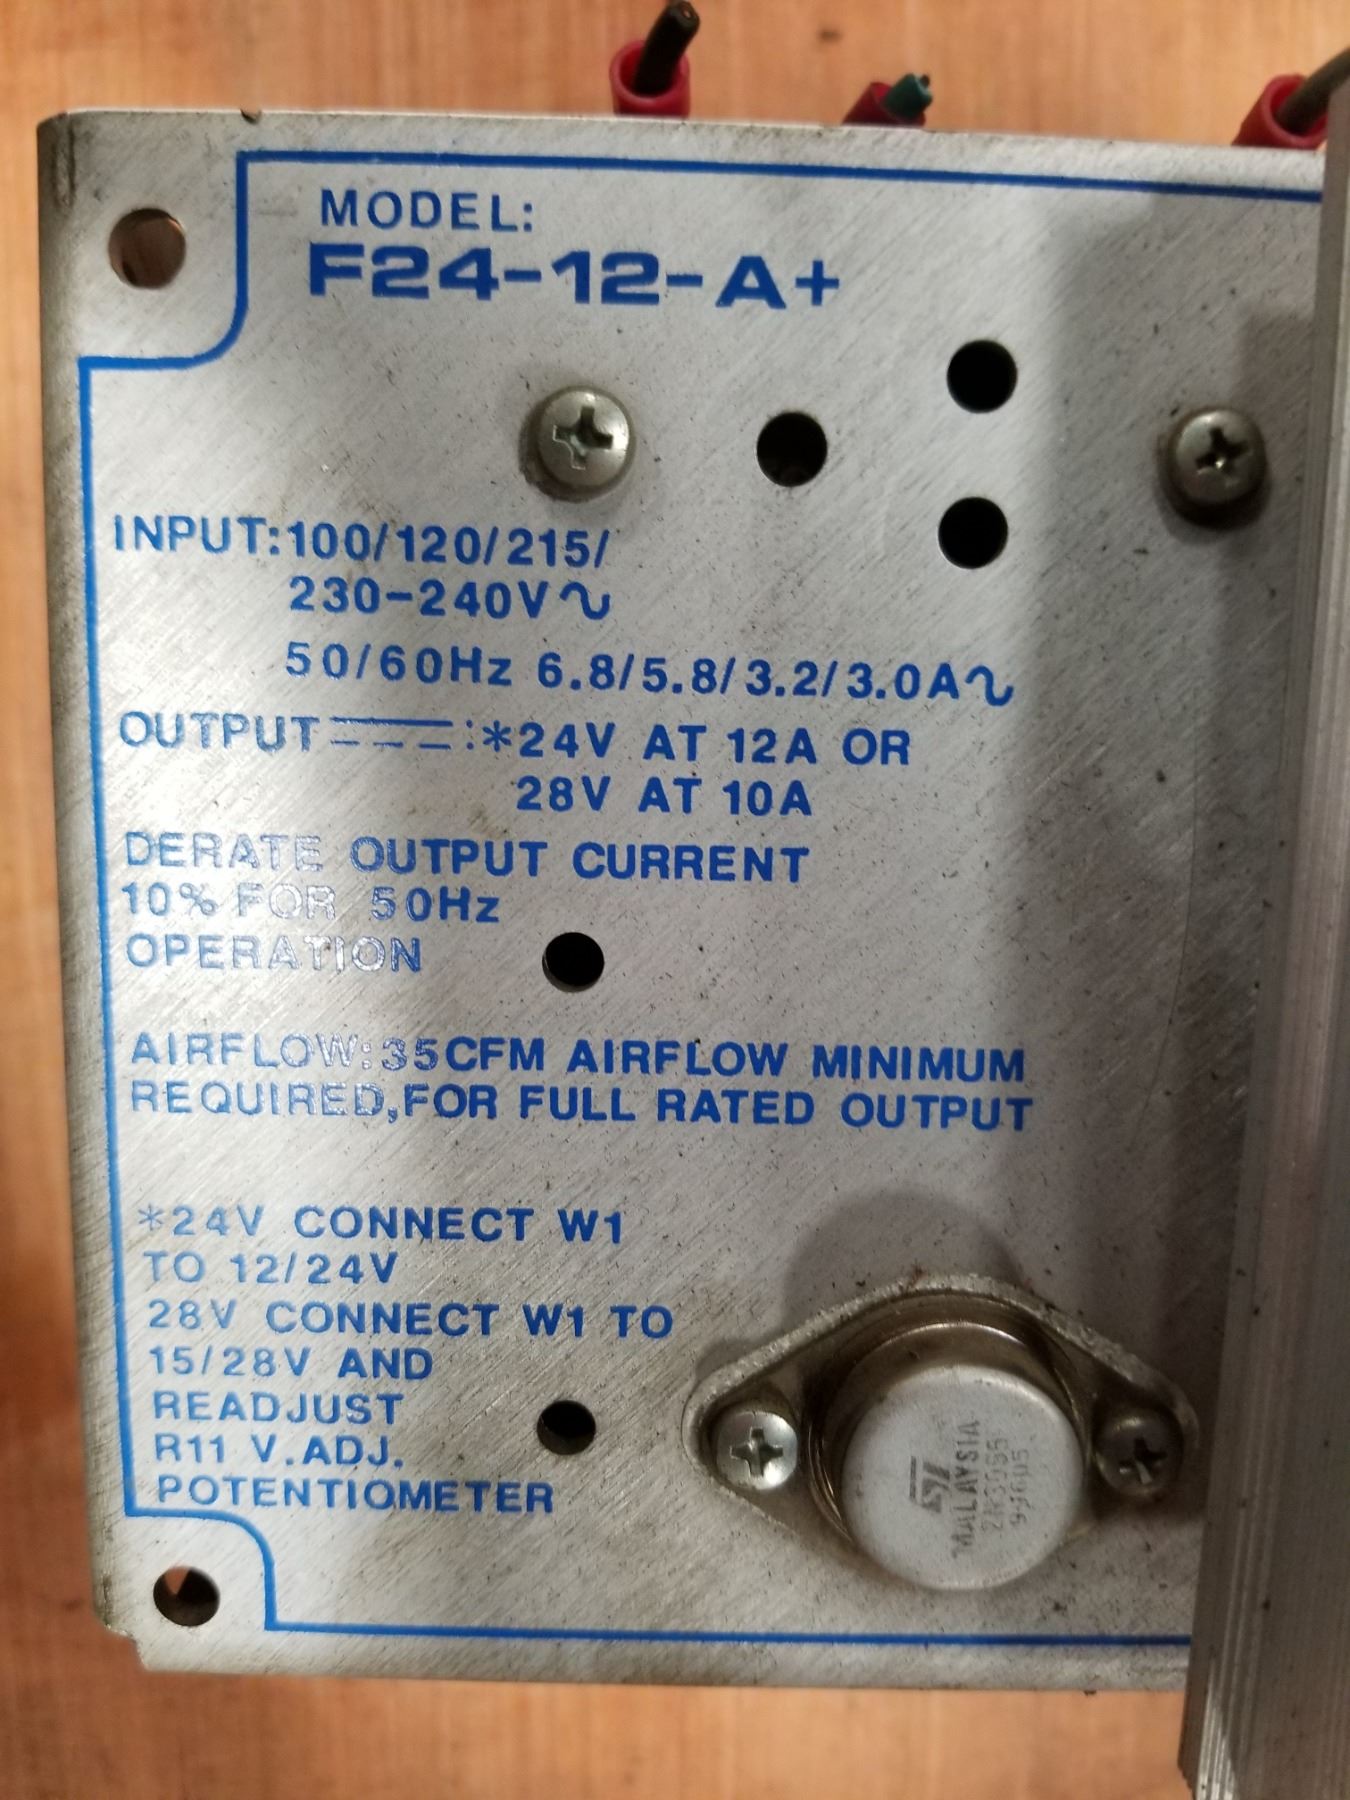 MODEL:
F24-12-A+
INPUT:100/120/215/
230-240V∿
50/60Hz 6.8/5.8/3.2/3.0A∿
OUTPUT⎓:*24V AT 12A OR
28V AT 10A
DERATE OUTPUT CURRENT
10% FOR 50Hz
OPERATION
AIRFLOW:35CFM AIRFLOW MINIMUM
REQUIRED,FOR FULL RATED OUTPUT
*24V CONNECT W1
TO 12/24V
28V CONNECT W1 TO
15/28V AND
READJUST
R11 V.ADJ.
POTENTIOMETER
ST
MALAYSIA
2N3055